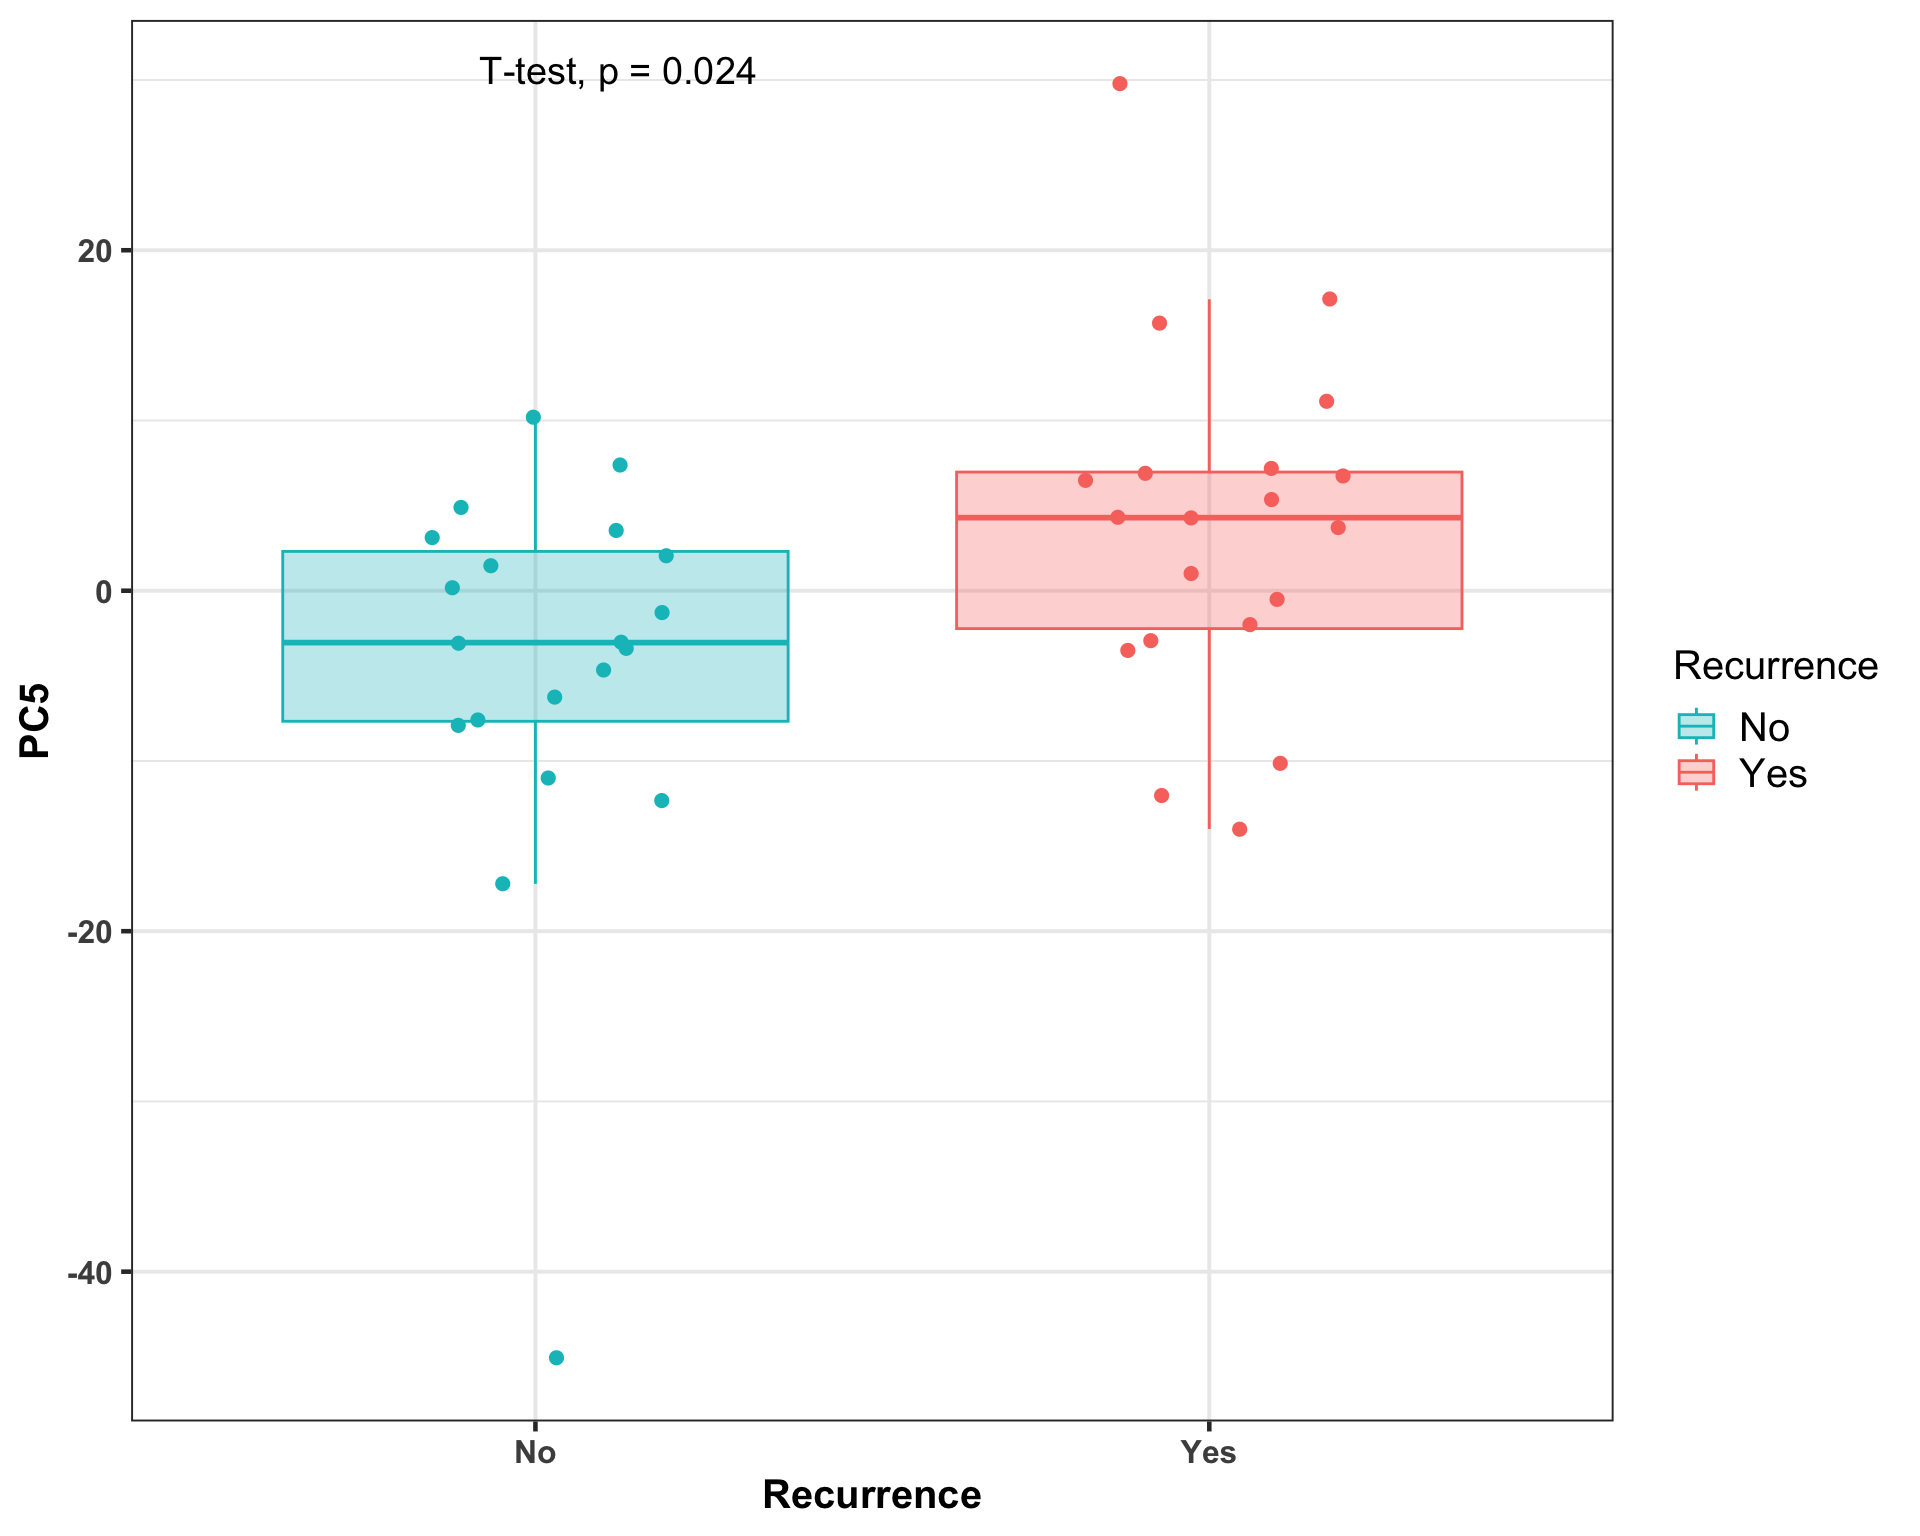 T-test, p = 0.024
20
0
-20
-40
PC5
No
Yes
Recurrence
Recurrence
No
Yes